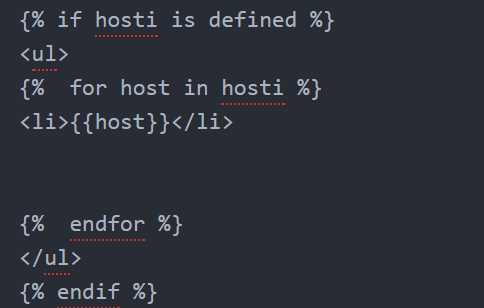 {% if hosti is defined %}
<ul>
{%  for host in hosti %}
<li>{{host}}</li>
{%  endfor %}
</ul>
{% endif %}